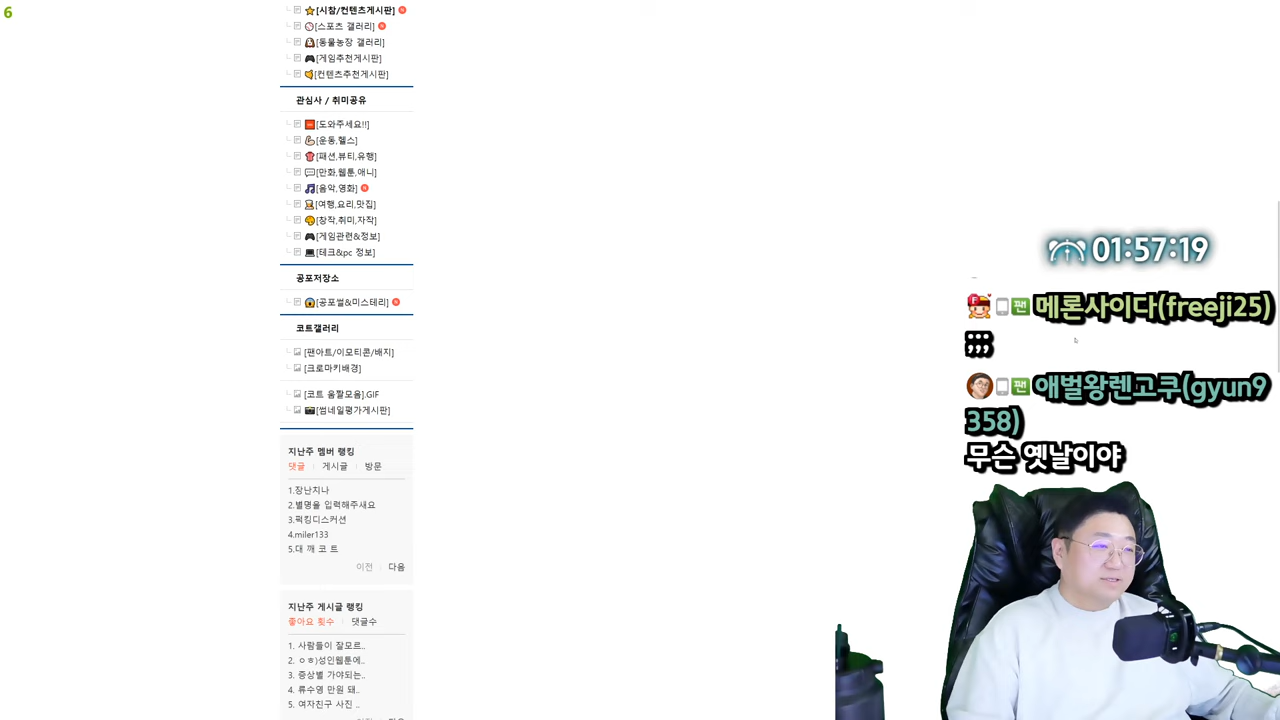 6
[시참/컨텐츠게시판]
[스포츠 갤러리]
[동물농장 갤러리]
[게임추천게시판]
[컨텐츠추천게시판]
관심사 / 취미공유
[도와주세요!!]
[운동,헬스]
[패션,뷰티,유행]
[만화,웹툰,애니]
[음악,영화]
[여행,요리,맛집]
[창작,취미,자작]
[게임관련&정보]
[테크&pc 정보]
공포저장소
[공포썰&미스테리]
코트갤러리
[팬아트/이모티콘/배지]
[크로마키배경]
[코트 움짤모음].GIF
[썸네일평가게시판]
지난주 멤버 랭킹
댓글 게시글 방문
1.장난지나
2.별명을 입력해주새요
3.퍽킹디스커션
4.miler133
5.대 깨 코 트
이전 다음
지난주 게시글 랭킹
좋아요 횟수 댓글수
1. 사람들이 잘모르..
2. ㅇㅎ)성인웹툰에..
3. 증상별 가야되는..
4. 류수영 만원 돼..
5. 여자친구 사진 ..
01:57:19
F 짼 메론사이다(freeji25)
;;;
짼 애벌왕렌고쿠(gyun9
358)
무슨 옛날이야